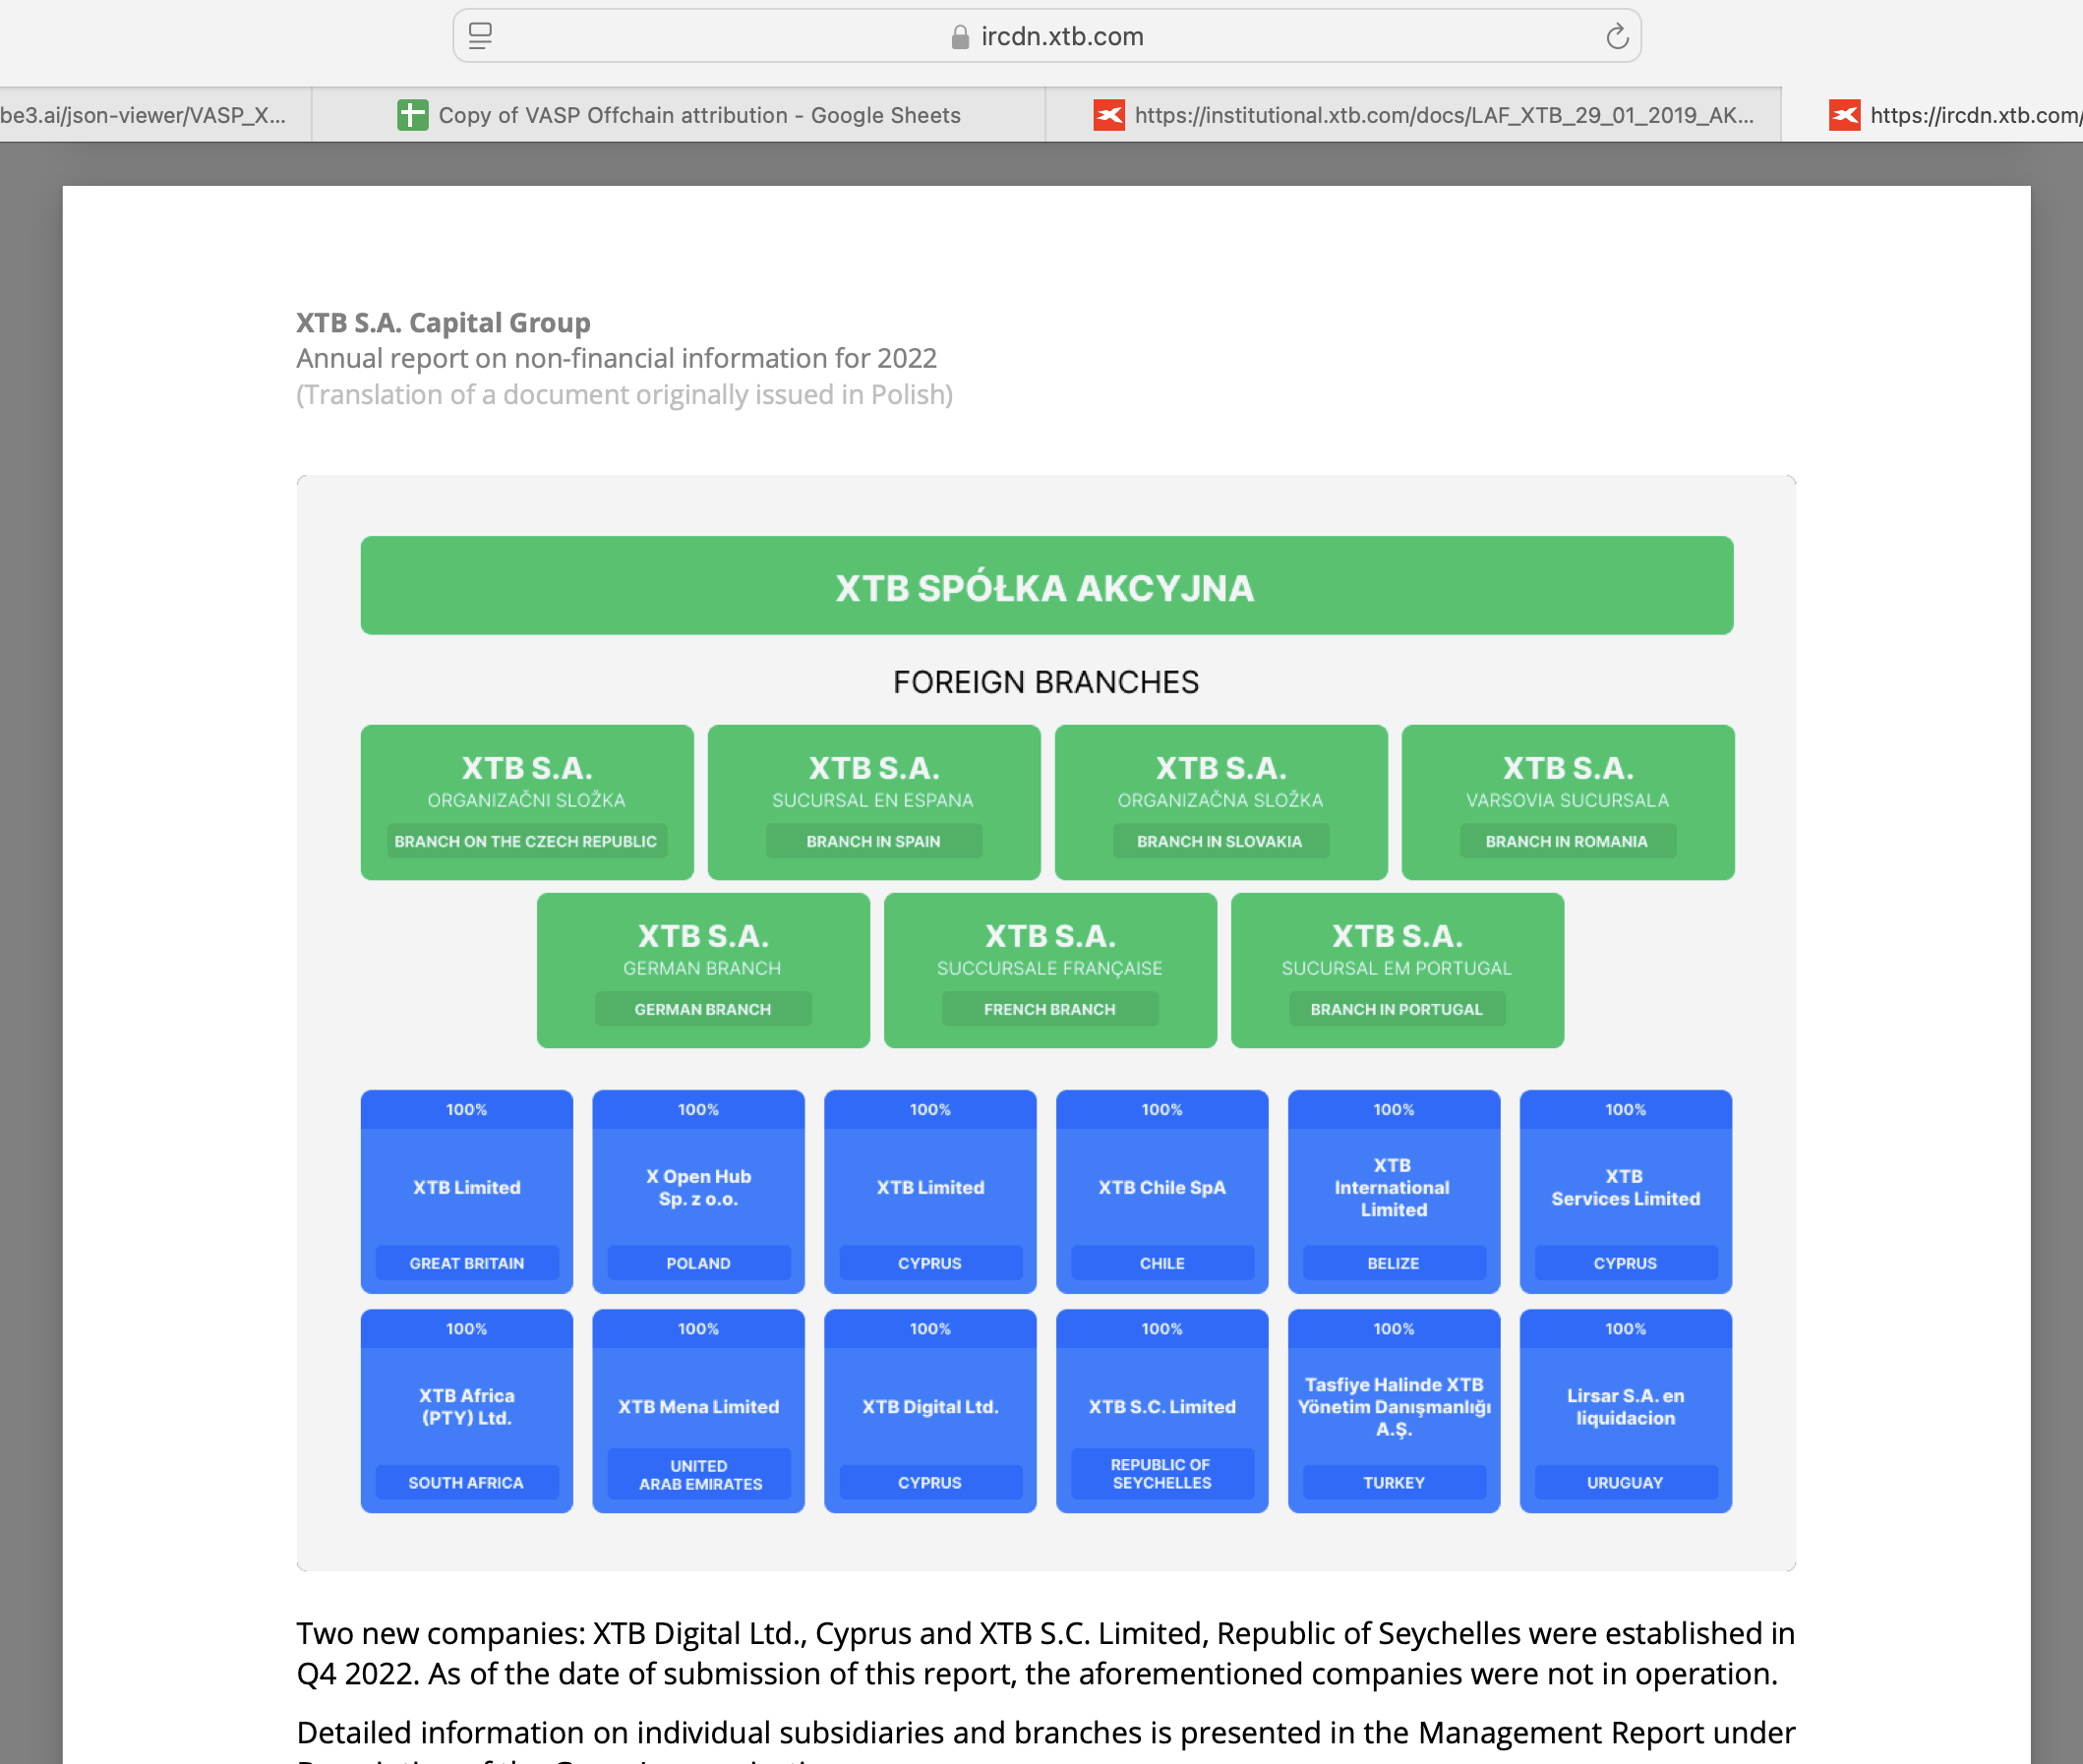 ircdn.xtb.com
be3.ai/json-viewer/VASP_X...
Copy of VASP Offchain attribution - Google Sheets
https://institutional.xtb.com/docs/LAF_XTB_29_01_2019_AK...
https://ircdn.xtb.com/
XTB S.A. Capital Group
Annual report on non-financial information for 2022
(Translation of a document originally issued in Polish)
XTB SPÓŁKA AKCYJNA
FOREIGN BRANCHES
XTB S.A.
ORGANIZAČNI SLOŽKA
BRANCH ON THE CZECH REPUBLIC
XTB S.A.
SUCURSAL EN ESPANA
BRANCH IN SPAIN
XTB S.A.
ORGANIZAČNA SLOŽKA
BRANCH IN SLOVAKIA
XTB S.A.
VARSOVIA SUCURSALA
BRANCH IN ROMANIA
XTB S.A.
GERMAN BRANCH
GERMAN BRANCH
XTB S.A.
SUCCURSALE FRANÇAISE
FRENCH BRANCH
XTB S.A.
SUCURSAL EM PORTUGAL
BRANCH IN PORTUGAL
100%
XTB Limited
GREAT BRITAIN
100%
X Open Hub
Sp. z o.o.
POLAND
100%
XTB Limited
CYPRUS
100%
XTB Chile SpA
CHILE
100%
XTB
International
Limited
BELIZE
100%
XTB
Services Limited
CYPRUS
100%
XTB Africa
(PTY) Ltd.
SOUTH AFRICA
100%
XTB Mena Limited
UNITED
ARAB EMIRATES
100%
XTB Digital Ltd.
CYPRUS
100%
XTB S.C. Limited
REPUBLIC OF
SEYCHELLES
100%
Tasfiye Halinde XTB
Yönetim Danışmanlığı
A.Ş.
TURKEY
100%
Lirsar S.A. en
liquidacion
URUGUAY
Two new companies: XTB Digital Ltd., Cyprus and XTB S.C. Limited, Republic of Seychelles were established in
Q4 2022. As of the date of submission of this report, the aforementioned companies were not in operation.
Detailed information on individual subsidiaries and branches is presented in the Management Report under